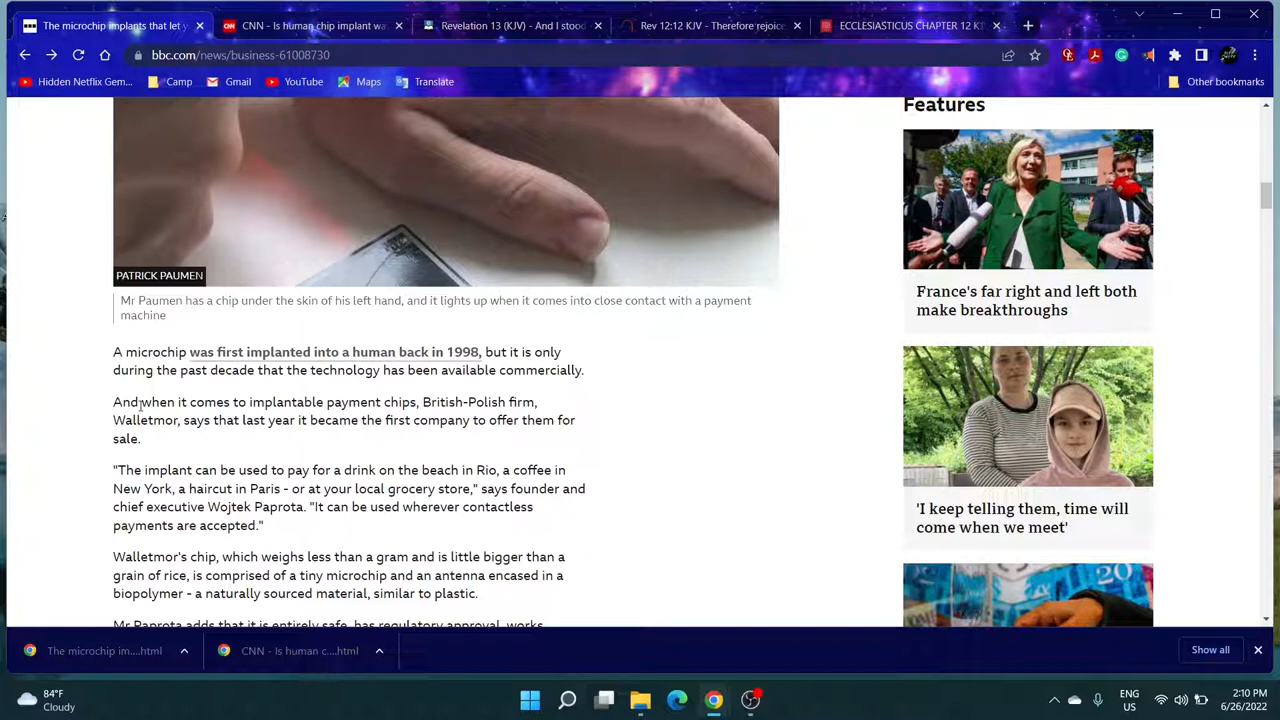 The microchip implants that let y
CNN - Is human chip implant wa
Revelation 13 (KJV) - And I stood
Rev 12:12 KJV - Therefore rejoice
ECCLESIASTICUS CHAPTER 12 K
bbc.com/news/business-61008730
Hidden Netflix Gem...
Camp
Gmail
YouTube
Maps
Translate
Other bookmarks
Features
PATRICK PAUMEN
Mr Paumen has a chip under the skin of his left hand, and it lights up when it comes into close contact with a payment
machine
A microchip was first implanted into a human back in 1998, but it is only
during the past decade that the technology has been available commercially.
And when it comes to implantable payment chips, British-Polish firm,
Walletmor, says that last year it became the first company to offer them for
sale.
"The implant can be used to pay for a drink on the beach in Rio, a coffee in
New York, a haircut in Paris - or at your local grocery store," says founder and
chief executive Wojtek Paprota. "It can be used wherever contactless
payments are accepted."
Walletmor's chip, which weighs less than a gram and is little bigger than a
grain of rice, is comprised of a tiny microchip and an antenna encased in a
biopolymer - a naturally sourced material, similar to plastic.
Mr Paprota adds that it is entirely safe, has regulatory approval, works
France's far right and left both
make breakthroughs
'I keep telling them, time will
come when we meet'
The microchip im....html
CNN - Is human c....html
Show all
84°F
Cloudy
ENG
US
2:10 PM
6/26/2022